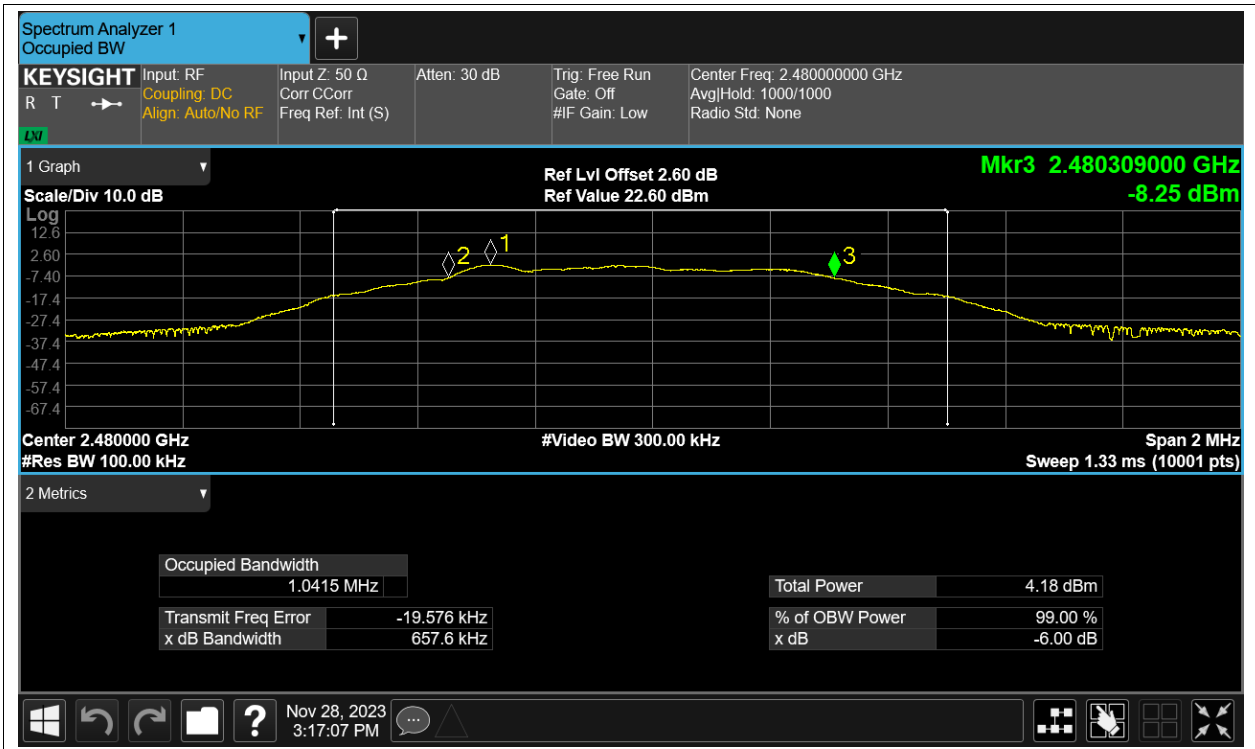 Spectrum Analyzer 1
Occupied BW
KEYSIGHT
R T
LXI
Input: RF
Coupling: DC
Align: Auto/No RF
Input Z: 50 Ω
Corr CCorr
Freq Ref: Int (S)
Atten: 30 dB
Trig: Free Run
Gate: Off
#IF Gain: Low
Center Freq: 2.480000000 GHz
Avg|Hold: 1000/1000
Radio Std: None
1 Graph
Scale/Div 10.0 dB
Ref Lvl Offset 2.60 dB
Ref Value 22.60 dBm
Mkr3 2.480309000 GHz
-8.25 dBm
Log
12.6
2.60
-7.40
-17.4
-27.4
-37.4
-47.4
-57.4
-67.4
2
1
3
Center 2.480000 GHz
#Res BW 100.00 kHz
#Video BW 300.00 kHz
Span 2 MHz
Sweep 1.33 ms (10001 pts)
2 Metrics
Occupied Bandwidth
1.0415 MHz
Transmit Freq Error -19.576 kHz
x dB Bandwidth 657.6 kHz
Total Power 4.18 dBm
% of OBW Power 99.00 %
x dB -6.00 dB
?
Nov 28, 2023
3:17:07 PM